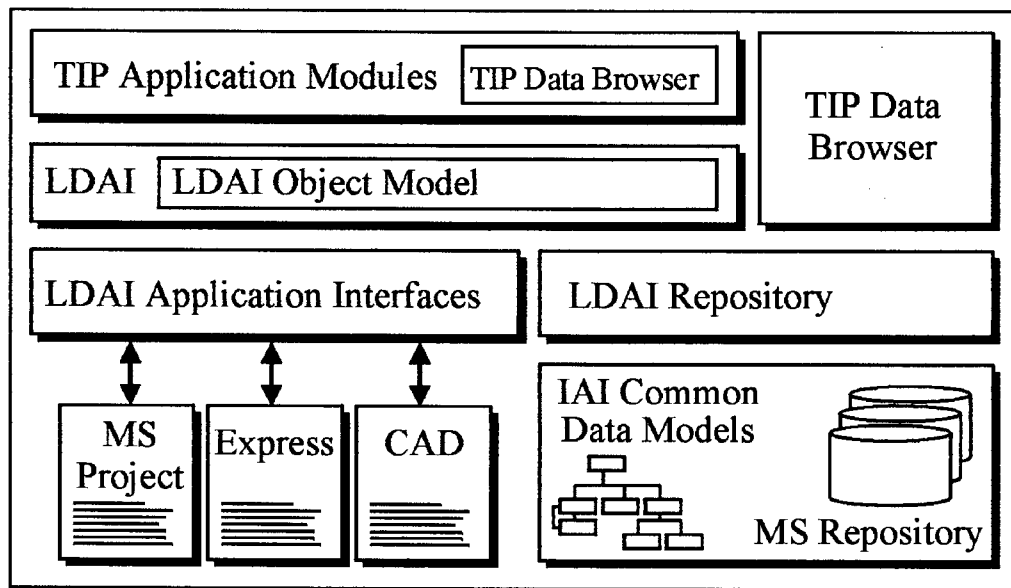 TIP Application Modules
TIP Data Browser
TIP Data
Browser
LDAI
LDAI Object Model
LDAI Application Interfaces
LDAI Repository
MS
Project
Express
CAD
IAI Common
Data Models
MS Repository